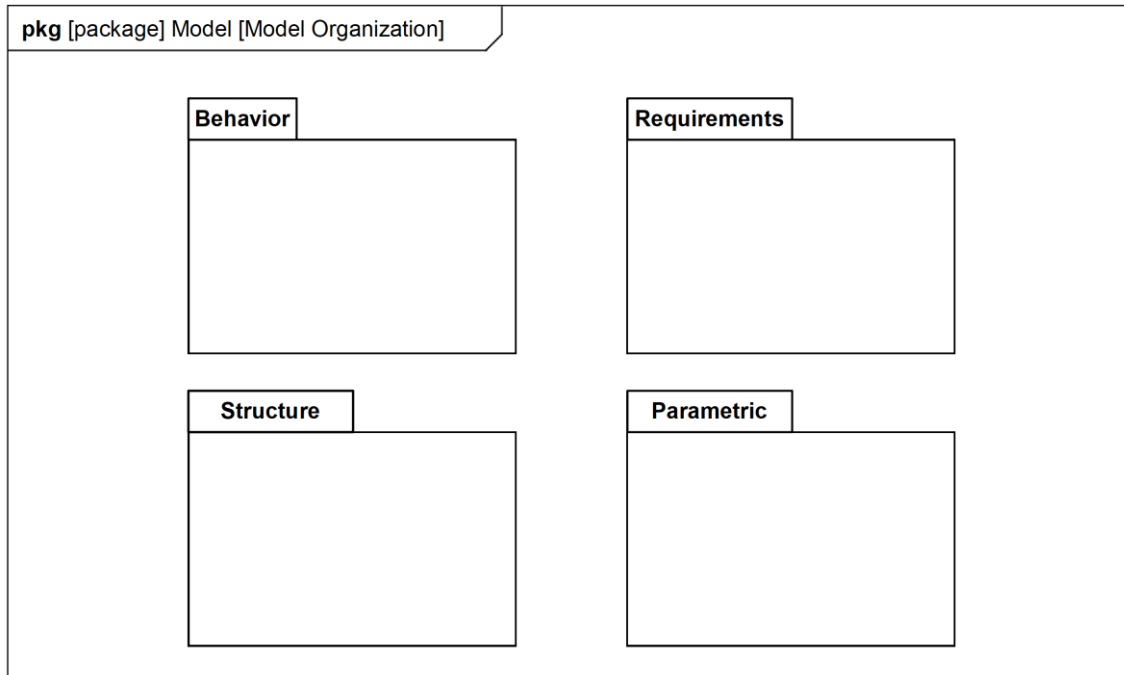 pkg [package] Model [Model Organization]
Behavior
Requirements
Structure
Parametric